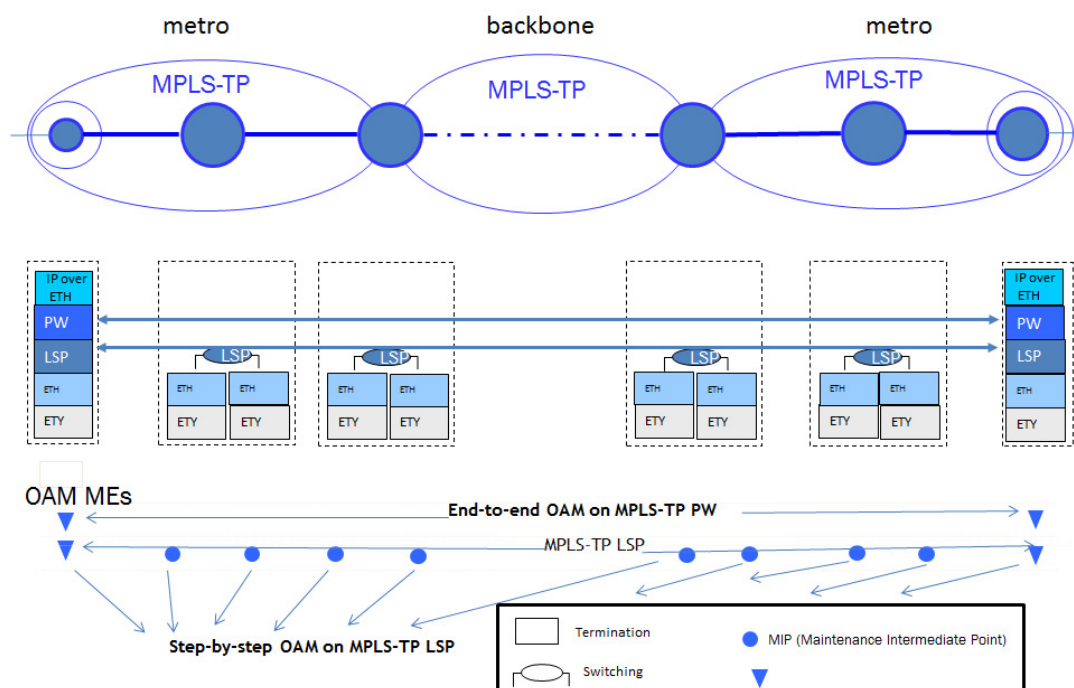 metro
backbone
metro
MPLS-TP
MPLS-TP
MPLS-TP
IP over
ETH
PW
LSP
ETH
ETY
LSP
ETH
ETH
ETY
ETY
LSP
ETH
ETH
ETY
ETY
LSP
ETH
ETH
ETY
ETY
LSP
ETH
ETH
ETY
ETY
IP over
ETH
PW
LSP
ETH
ETY
OAM MEs
End-to-end OAM on MPLS-TP PW
MPLS-TP LSP
Step-by-step OAM on MPLS-TP LSP
Termination
MIP (Maintenance Intermediate Point)
Switching